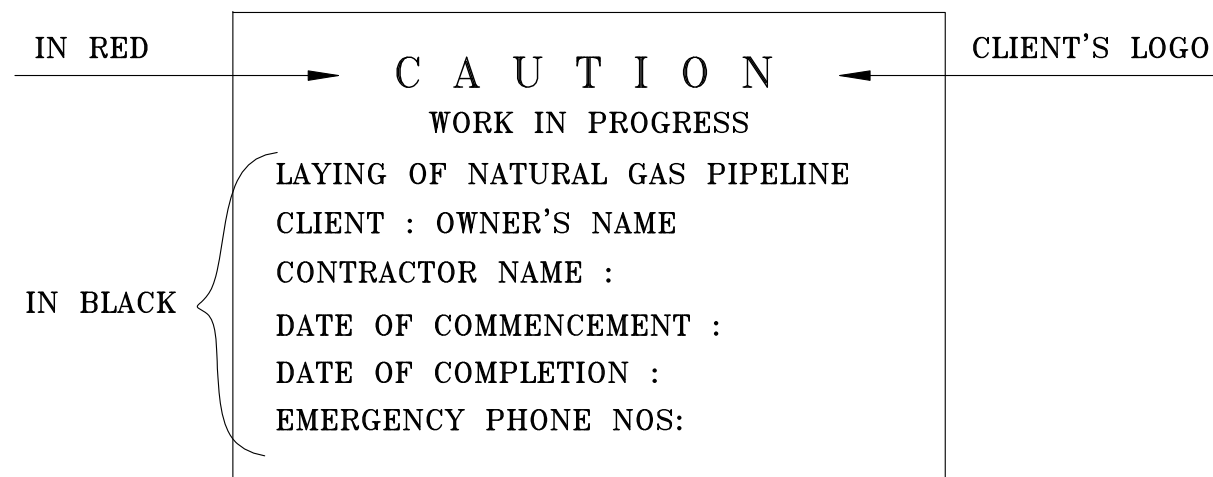 IN RED
CLIENT'S LOGO
C A U T I O N
WORK IN PROGRESS
LAYING OF NATURAL GAS PIPELINE
CLIENT : OWNER'S NAME
CONTRACTOR NAME :
IN BLACK
DATE OF COMMENCEMENT :
DATE OF COMPLETION :
EMERGENCY PHONE NOS: